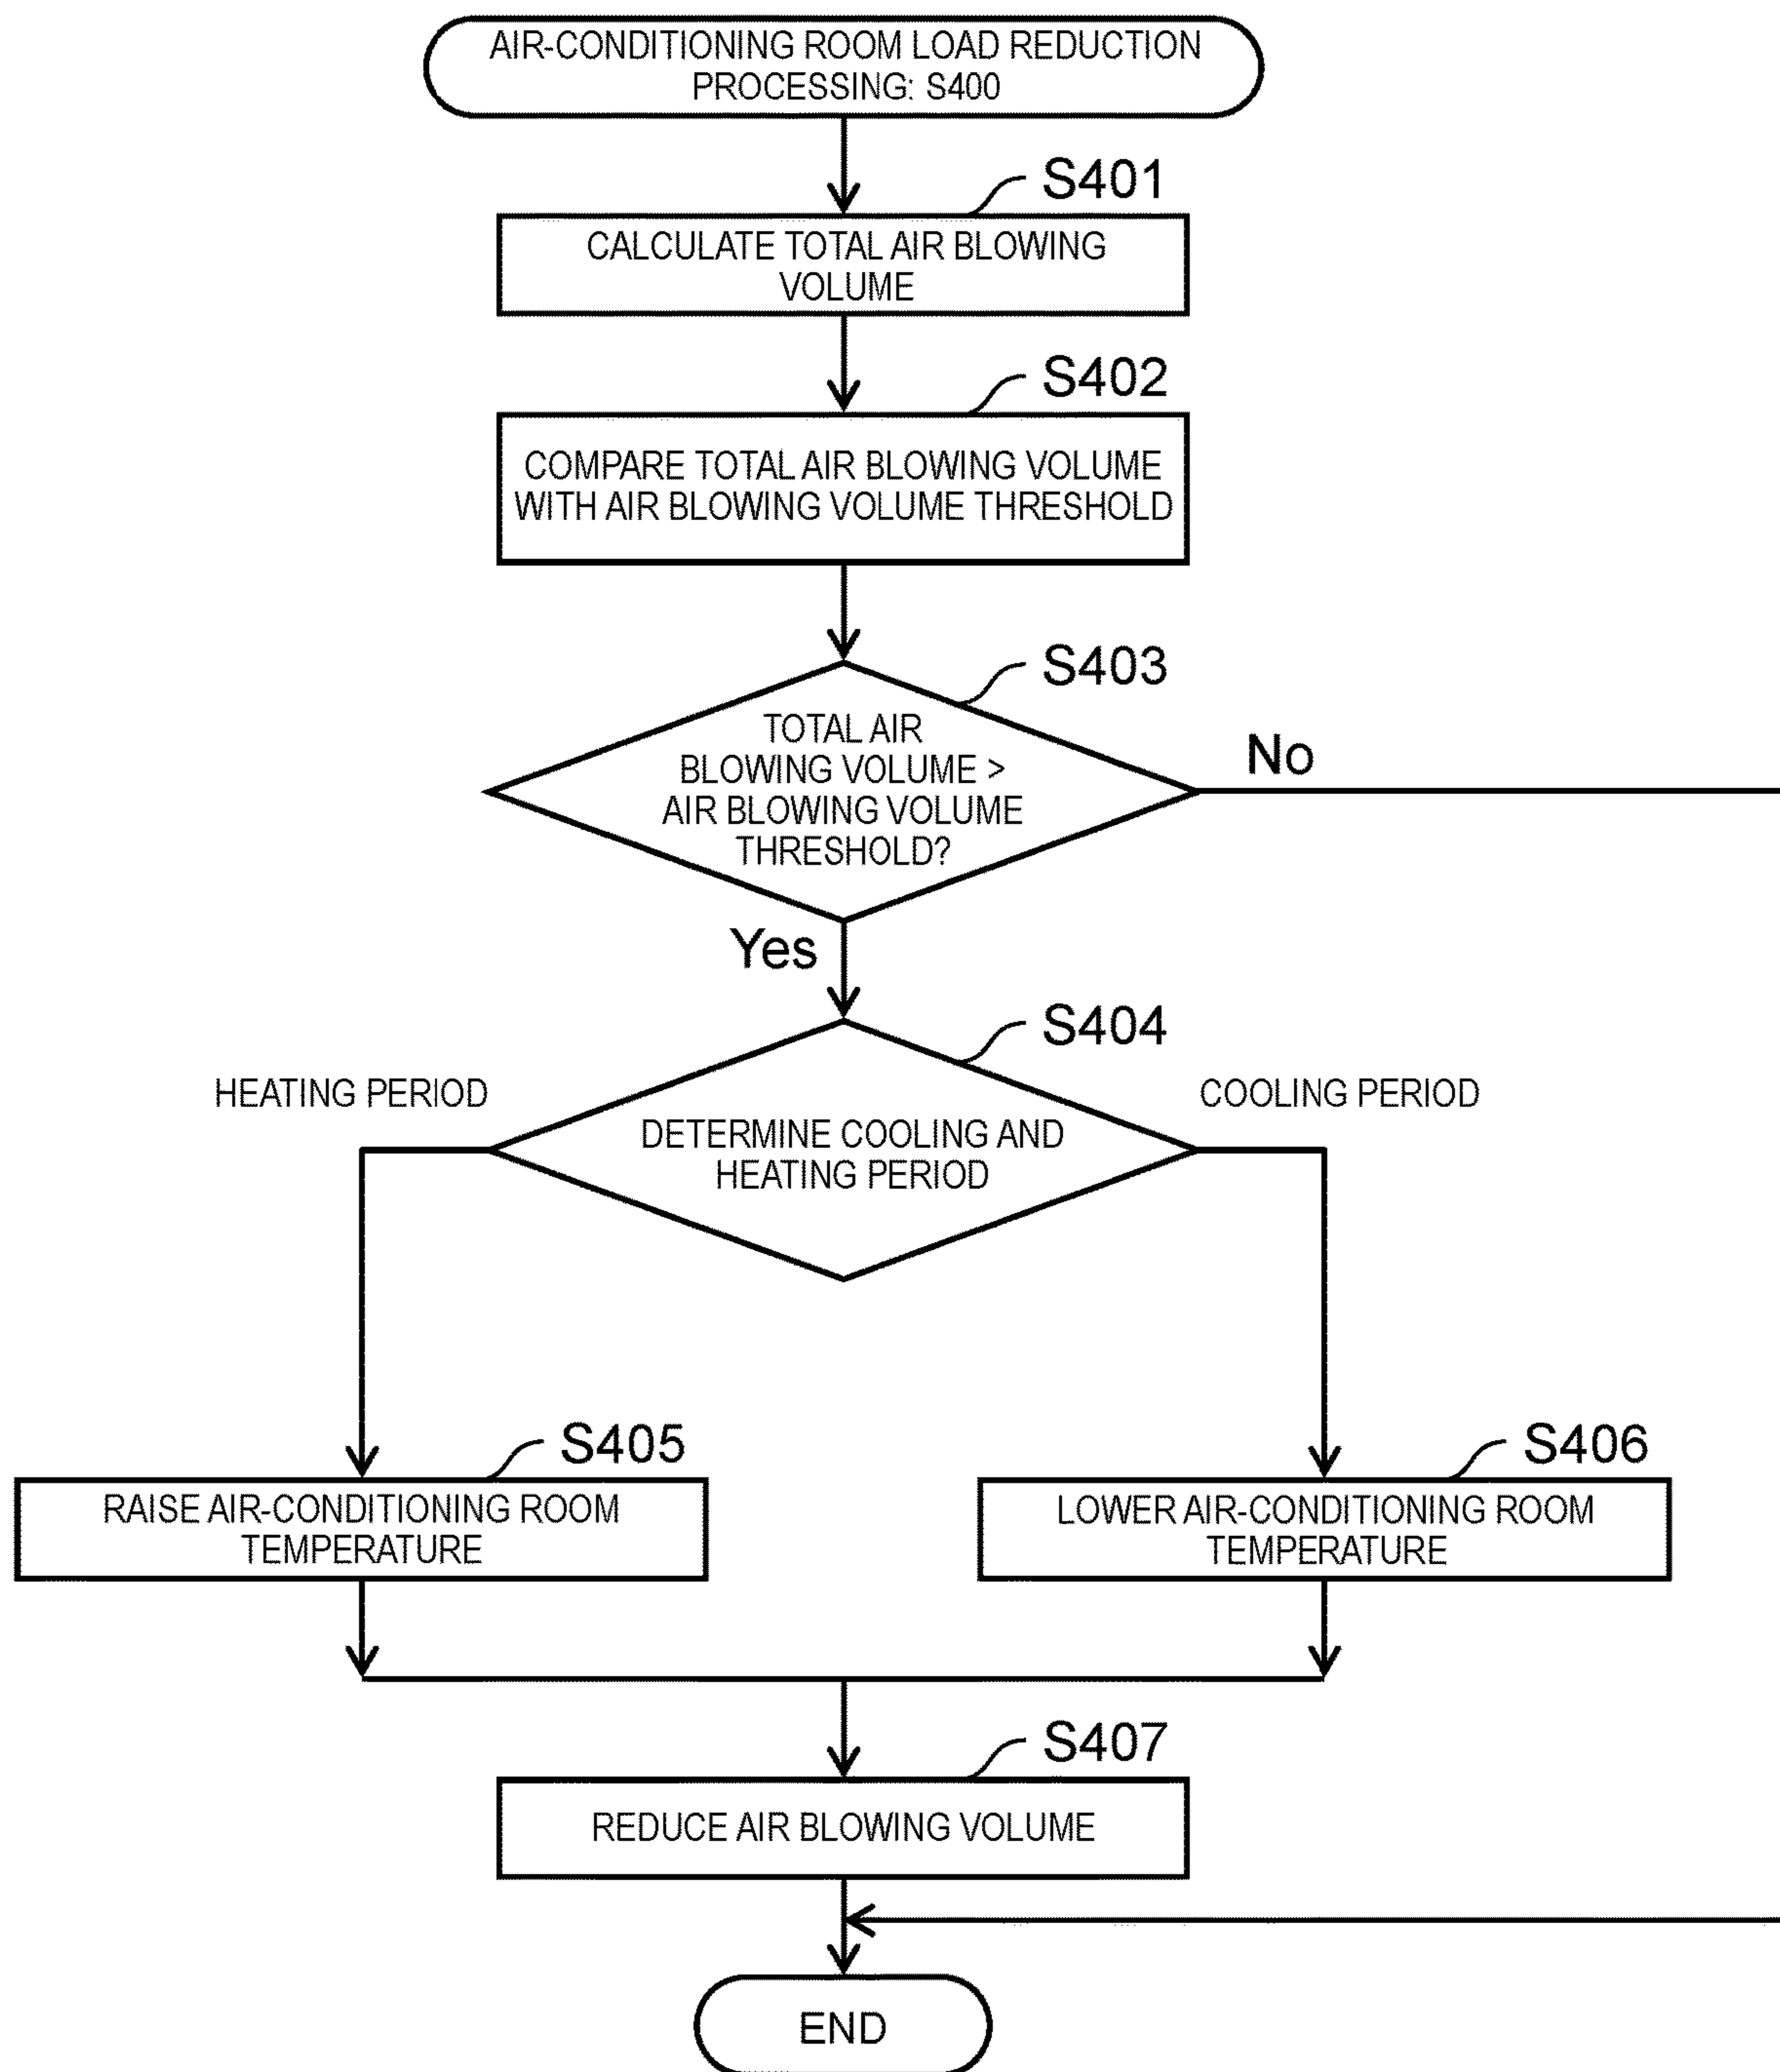 AIR-CONDITIONING ROOM LOAD REDUCTION
PROCESSING: S400
S401
CALCULATE TOTAL AIR BLOWING
VOLUME
S402
COMPARE TOTAL AIR BLOWING VOLUME
WITH AIR BLOWING VOLUME THRESHOLD
S403
TOTAL AIR
BLOWING VOLUME >
AIR BLOWING VOLUME
THRESHOLD?
No
Yes
S404
HEATING PERIOD
COOLING PERIOD
DETERMINE COOLING AND
HEATING PERIOD
S405
RAISE AIR-CONDITIONING ROOM
TEMPERATURE
S406
LOWER AIR-CONDITIONING ROOM
TEMPERATURE
S407
REDUCE AIR BLOWING VOLUME
END